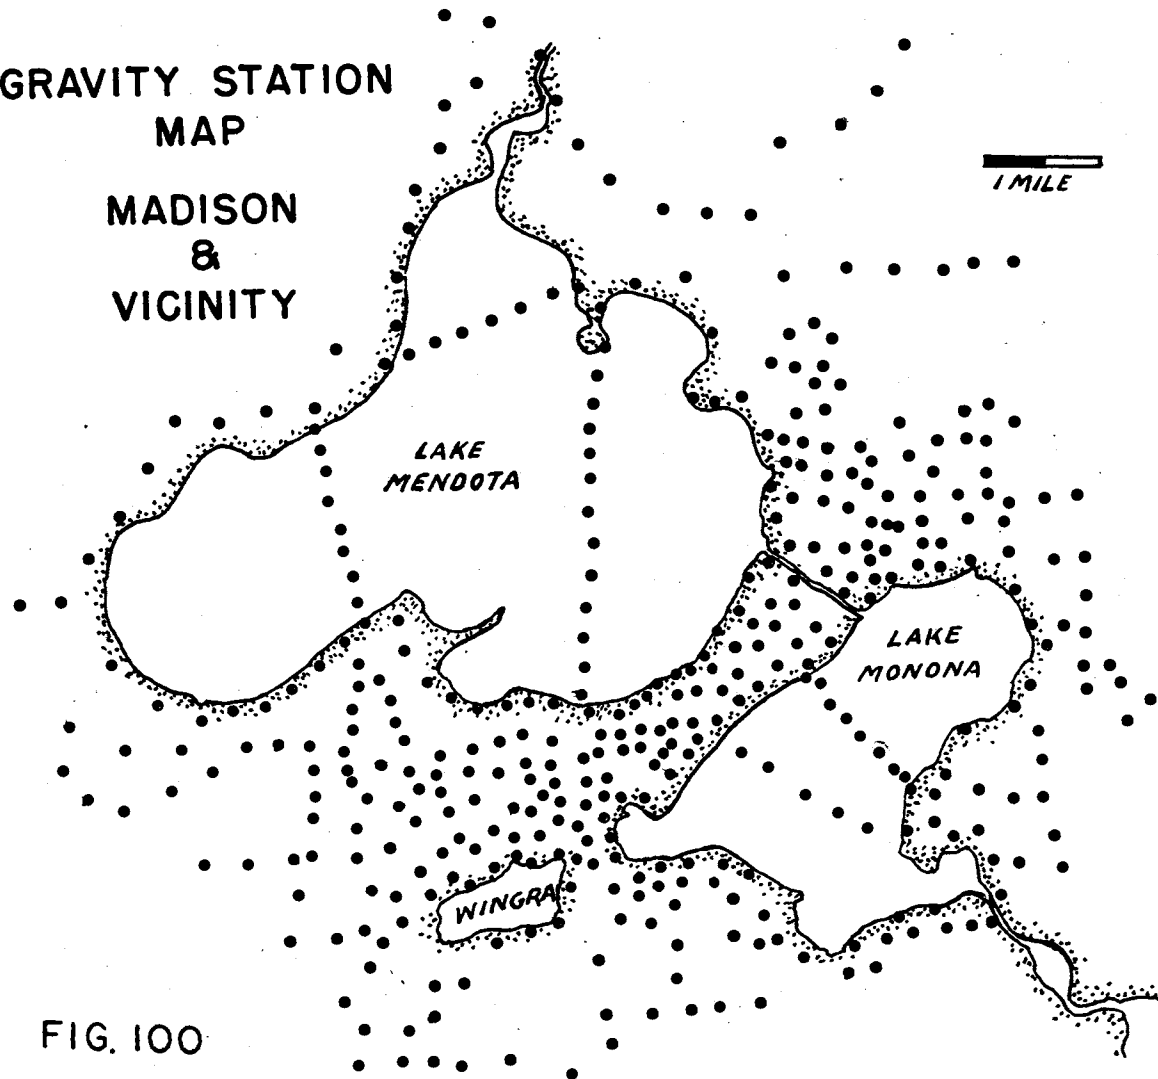 GRAVITY STATION
MAP
MADISON
&
VICINITY
1 MILE
LAKE
MENDOTA
LAKE
MONONA
WINGRA
FIG. 100